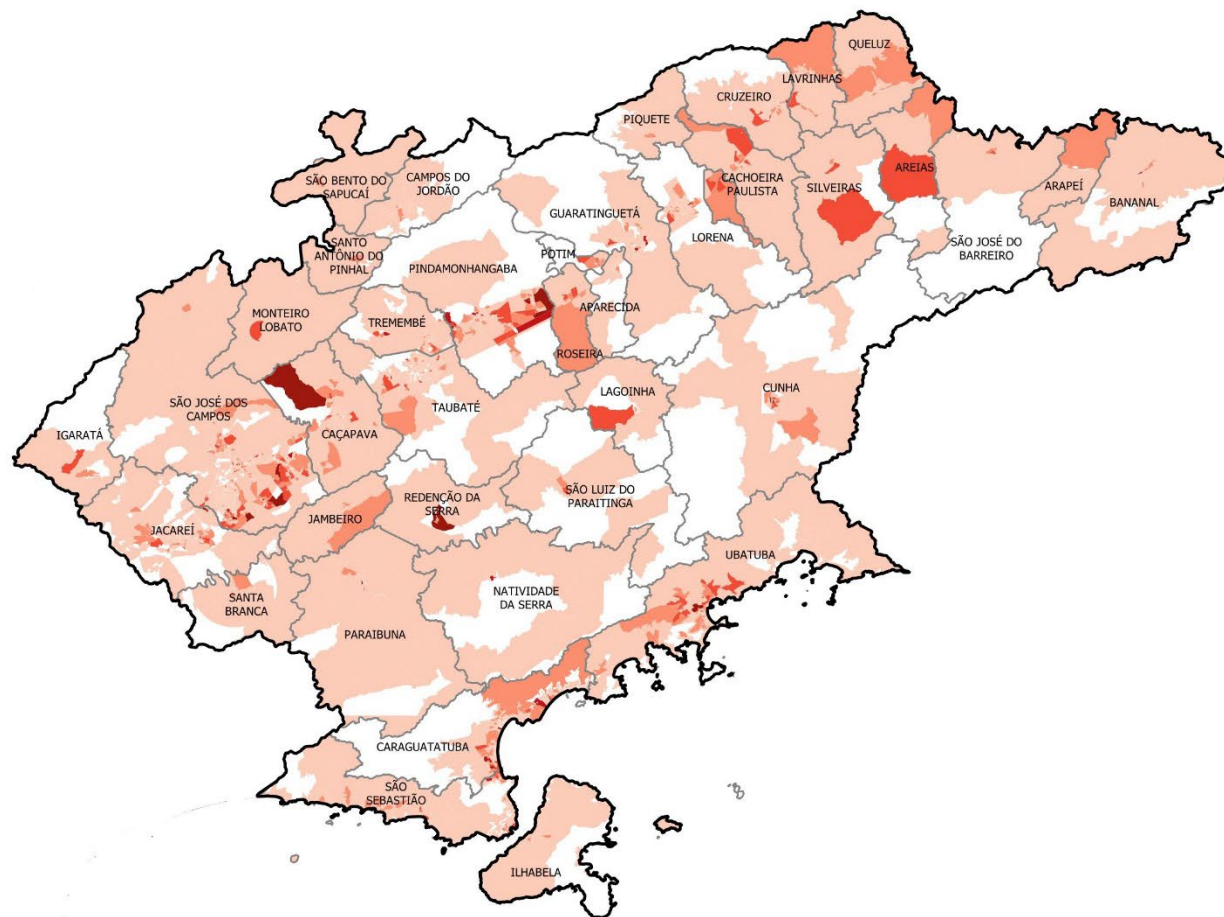 QUELUZ
LAVRINHAS
CRUZEIRO
PIQUETE
SÃO BENTO DO
SAPUCAÍ
CAMPOS DO
JORDÃO
CACHOEIRA
PAULISTA
SILVEIRAS
AREIAS
ARAPEÍ
BANANAL
GUARATINGUETÁ
LORENA
SÃO JOSÉ DO
BARREIRO
SANTO
ANTÔNIO DO
PINHAL
PINDAMONHANGABA
POTIM
MONTEIRO
LOBATO
TREMEMBÉ
APARECIDA
ROSEIRA
LAGOINHA
CUNHA
SÃO JOSÉ DOS
CAMPOS
TAUBATÉ
IGARATÁ
CAÇAPAVA
REDENÇÃO DA
SERRA
SÃO LUIZ DO
PARAITINGA
JAMBEIRO
JACAREÍ
UBATUBA
SANTA
BRANCA
NATIVIDADE
DA SERRA
PARAIBUNA
CARAGUATATUBA
SÃO
SEBASTIÃO
ILHABELA